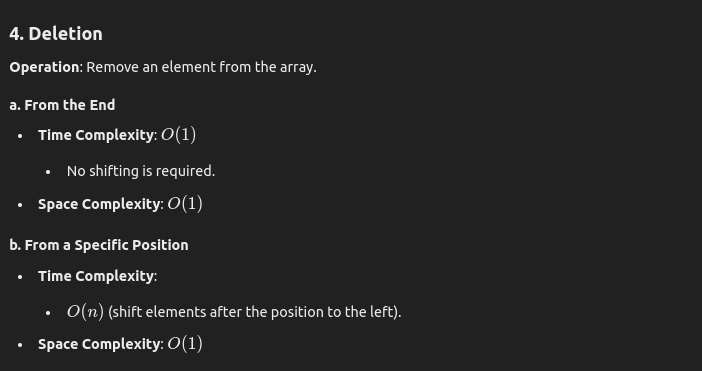 4. Deletion
Operation: Remove an element from the array.
a. From the End
• Time Complexity: O(1)
• No shifting is required.
• Space Complexity: O(1)
b. From a Specific Position
• Time Complexity:
• O(n) (shift elements after the position to the left).
• Space Complexity: O(1)